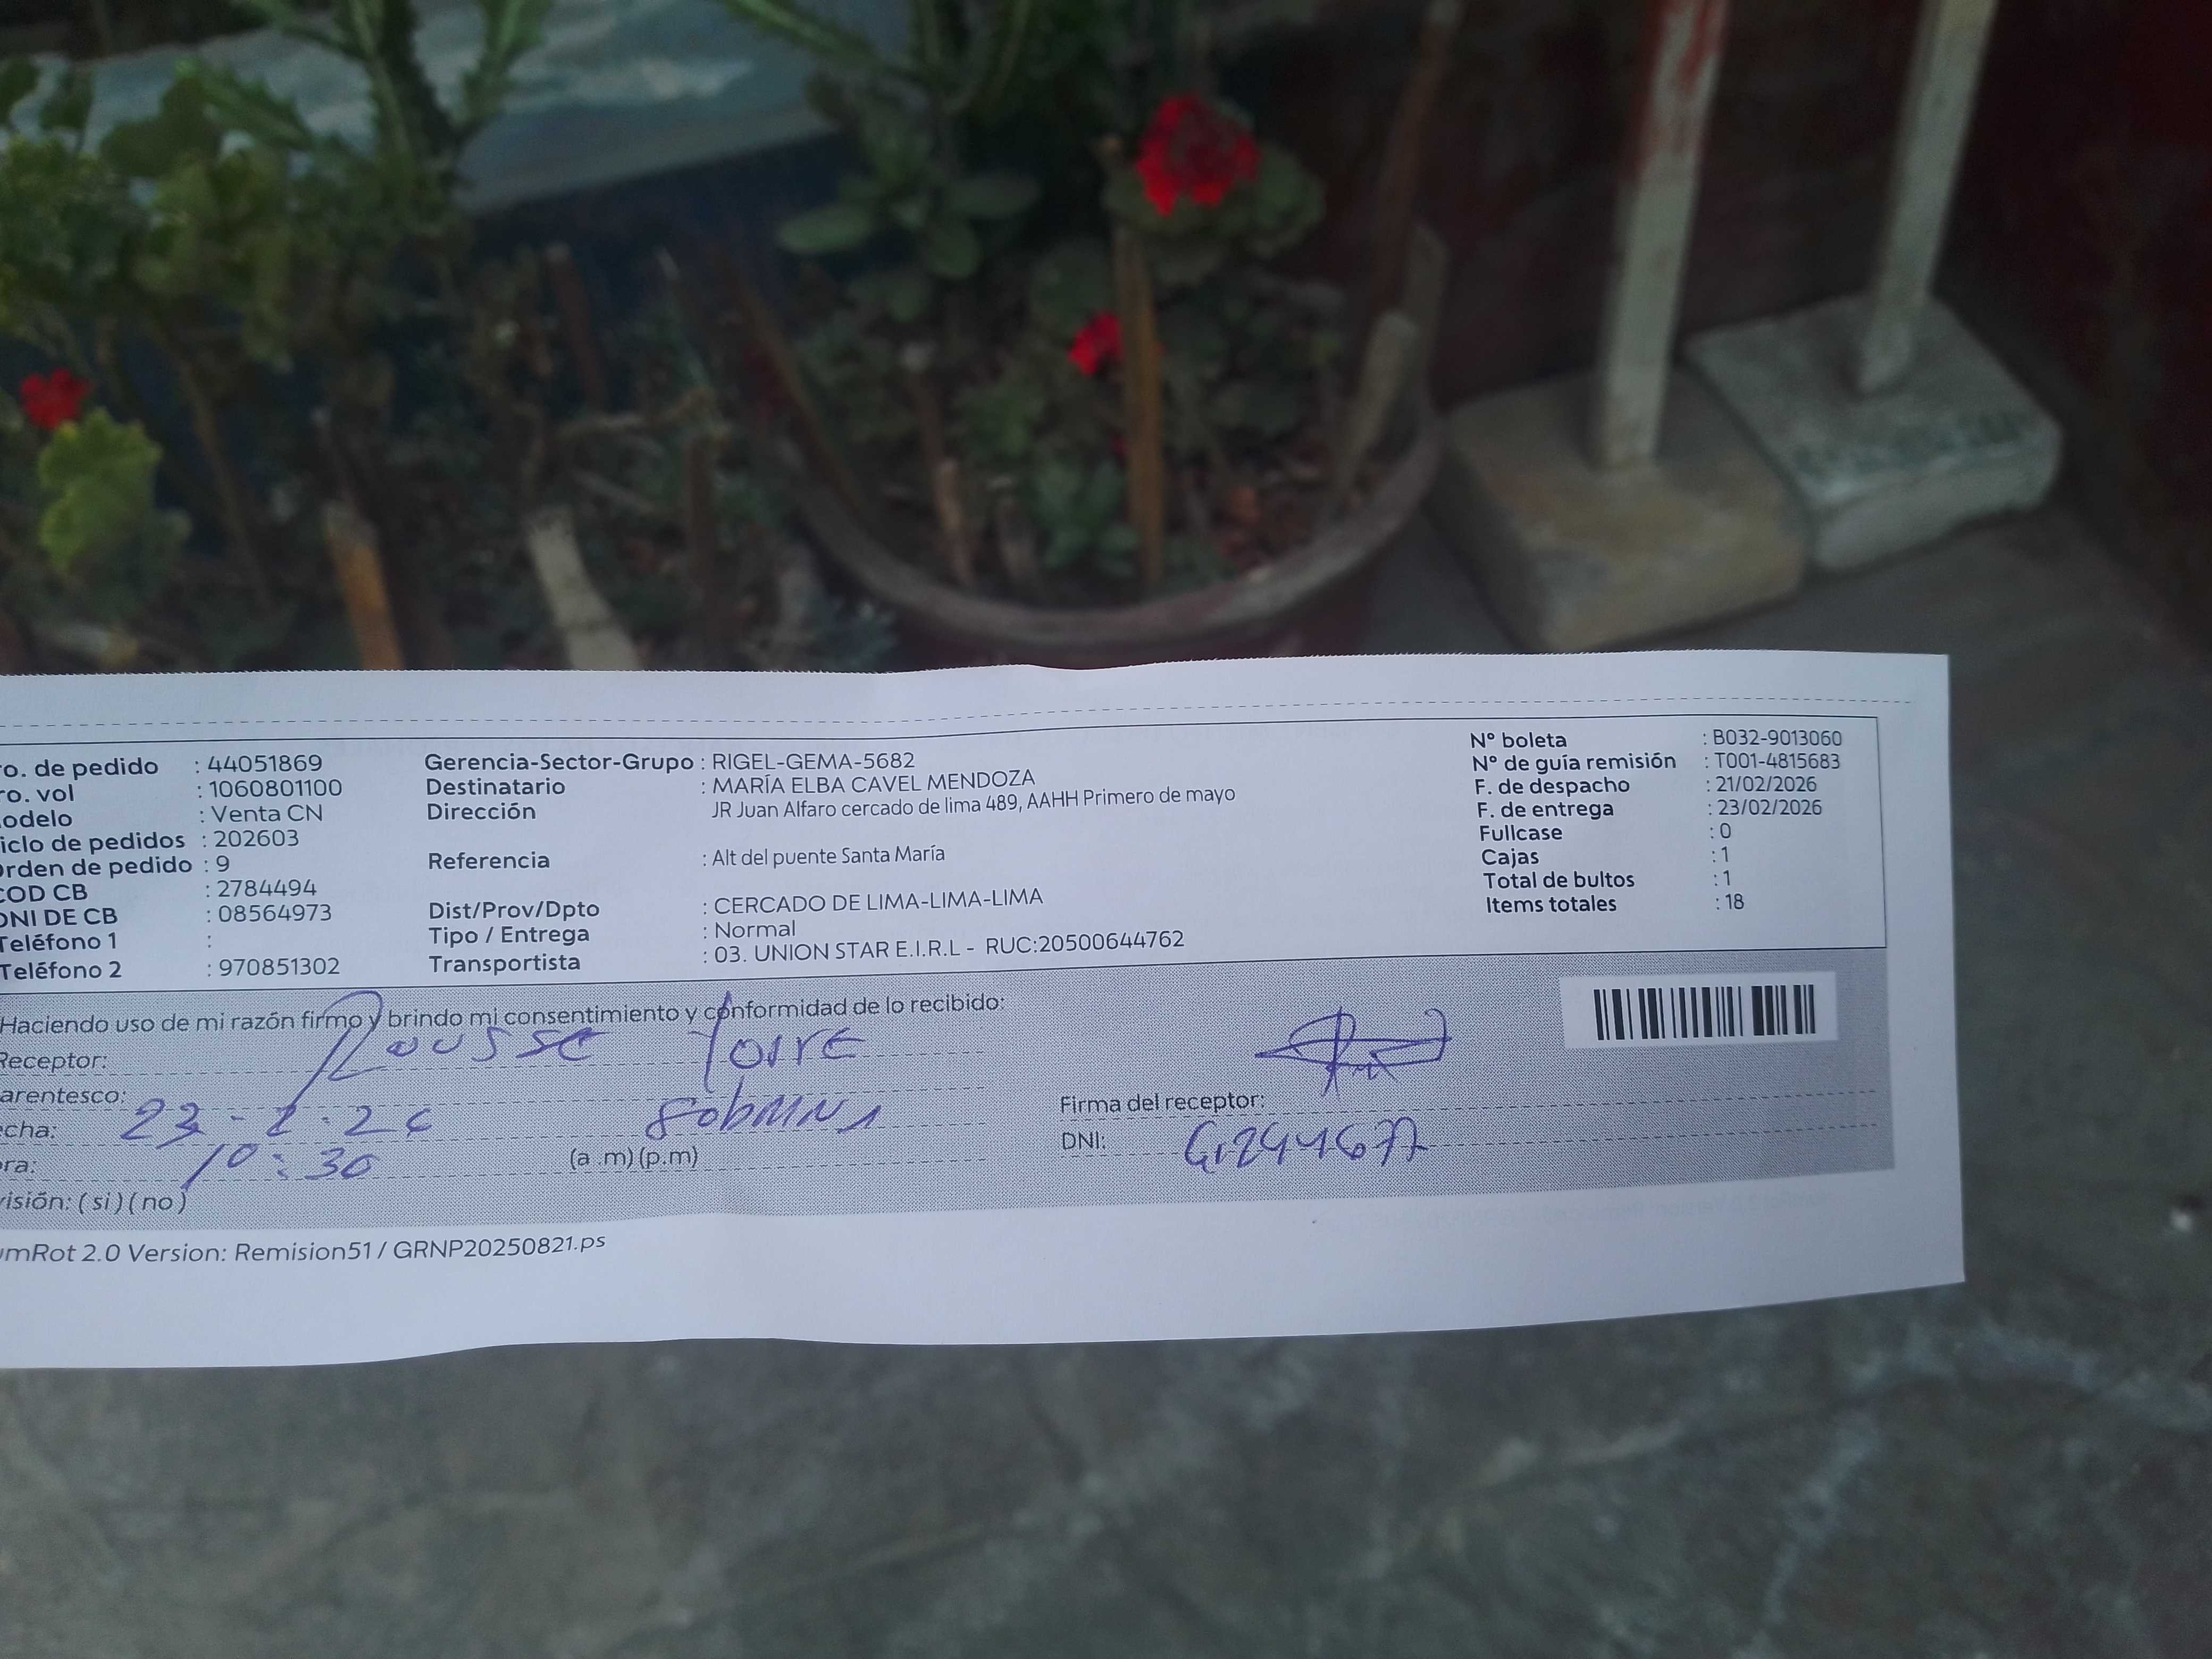 ro. de pedido : 44051869
ro. vol : 1060801100
odelo : Venta CN
iclo de pedidos : 202603
rden de pedido : 9
COD CB : 2784494
DNI DE CB : 08564973
Teléfono 1 :
Teléfono 2 : 970851302
Gerencia-Sector-Grupo : RIGEL-GEMA-5682
Destinatario : MARÍA ELBA CAVEL MENDOZA
Dirección JR Juan Alfaro cercado de lima 489, AAHH Primero de mayo
Referencia : Alt del puente Santa María
Dist/Prov/Dpto : CERCADO DE LIMA-LIMA-LIMA
Tipo / Entrega : Normal
Transportista : 03. UNION STAR E.I.R.L - RUC:20500644762
N° boleta : B032-9013060
N° de guía remisión : T001-4815683
F. de despacho : 21/02/2026
F. de entrega : 23/02/2026
Fullcase : 0
Cajas : 1
Total de bultos : 1
Items totales : 18
Haciendo uso de mi razón firmo y brindo mi consentimiento y conformidad de lo recibido:
Receptor:
arentesco:
echa: 23-2-26
ora: 10:30 (a .m) (p.m)
visión: ( si ) ( no )
Firma del receptor:
DNI:
umRot 2.0 Version: Remision51 / GRNP20250821.ps